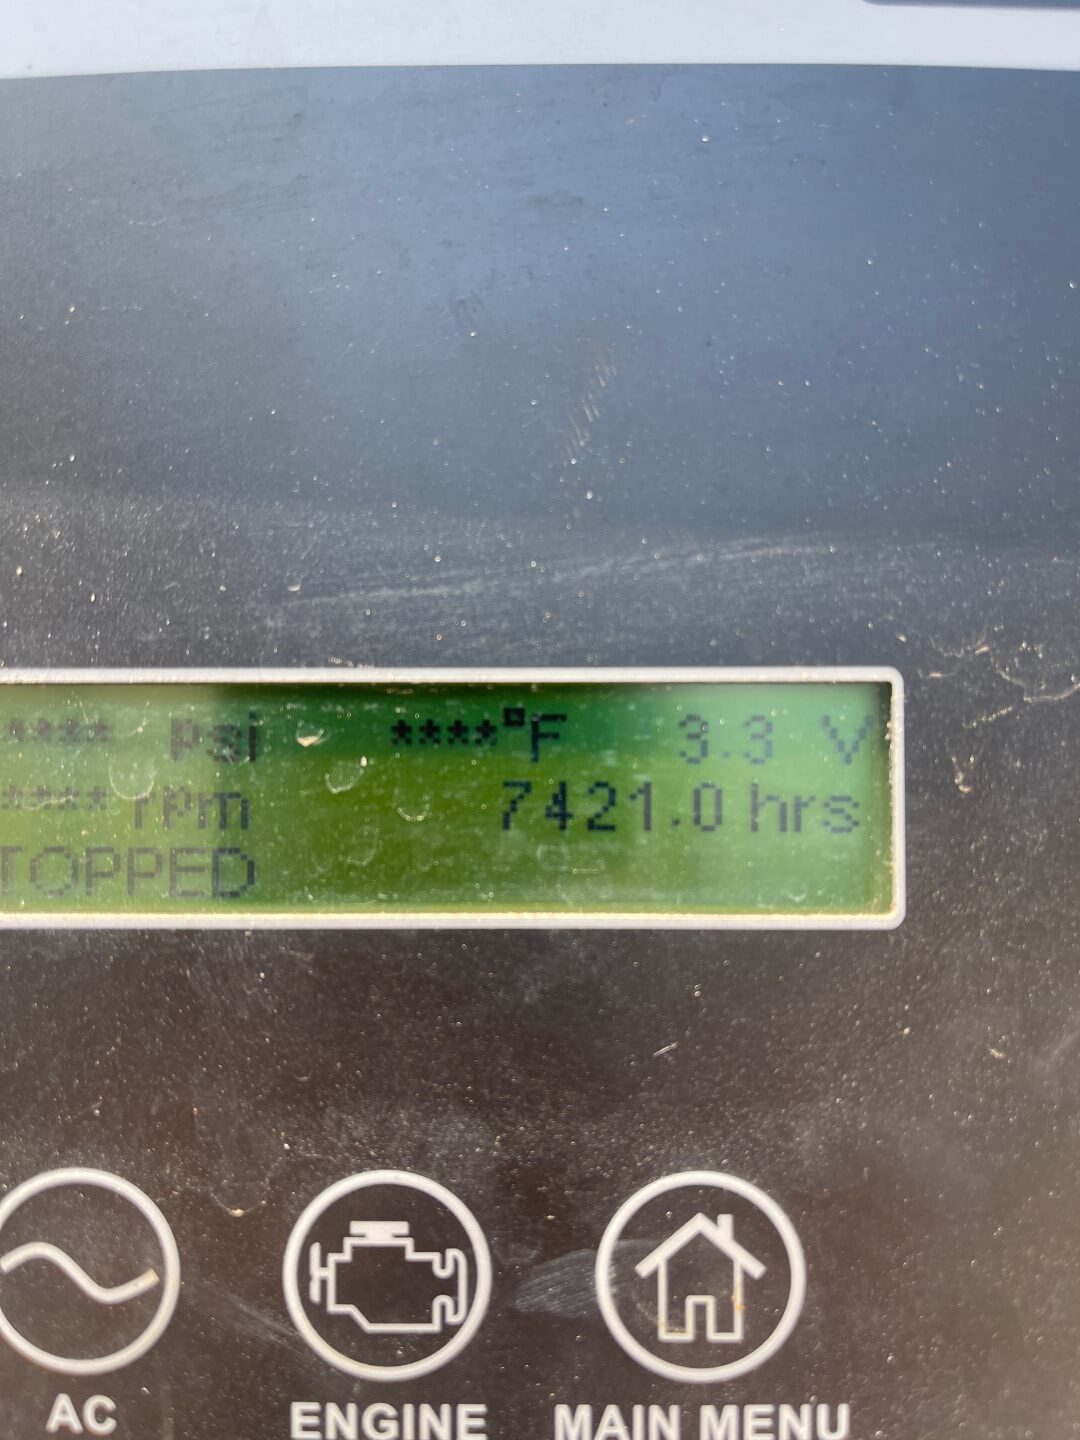 **** psi ****°F 3.3 V
**** rpm 7421.0 hrs
TOPPED
AC ENGINE MAIN MENU